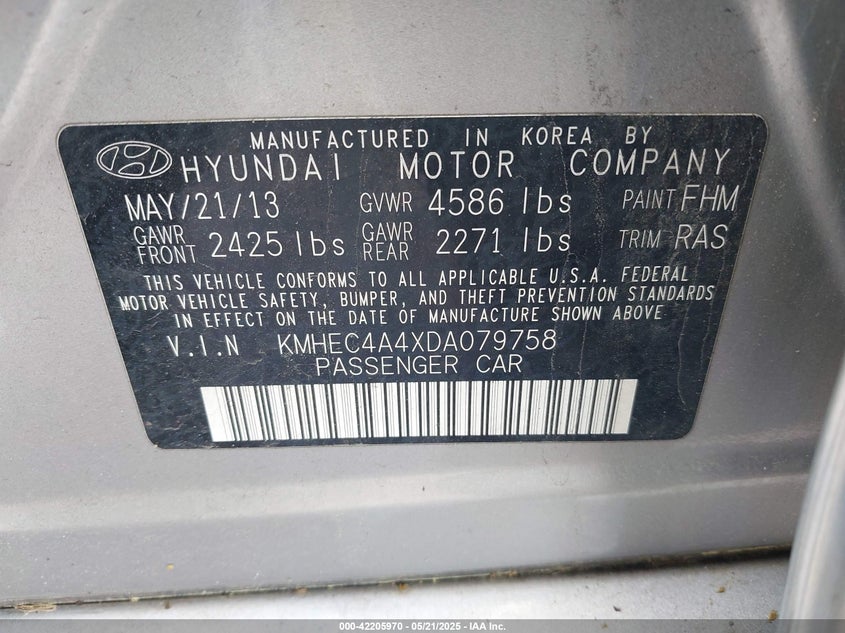 MANUFACTURED IN KOREA BY
HYUNDAI MOTOR COMPANY
MAY/21/13 GVWR 4586 lbs PAINT FHM
GAWR FRONT 2425 lbs GAWR REAR 2271 lbs TRIM RAS
THIS VEHICLE CONFORMS TO ALL APPLICABLE U.S.A. FEDERAL
MOTOR VEHICLE SAFETY, BUMPER, AND THEFT PREVENTION STANDARDS
IN EFFECT ON THE DATE OF MANUFACTURE SHOWN ABOVE
V.I.N KMHEC4A4XDA079758
PASSENGER CAR
000-42205970 - 05/21/2025 - IAA Inc.